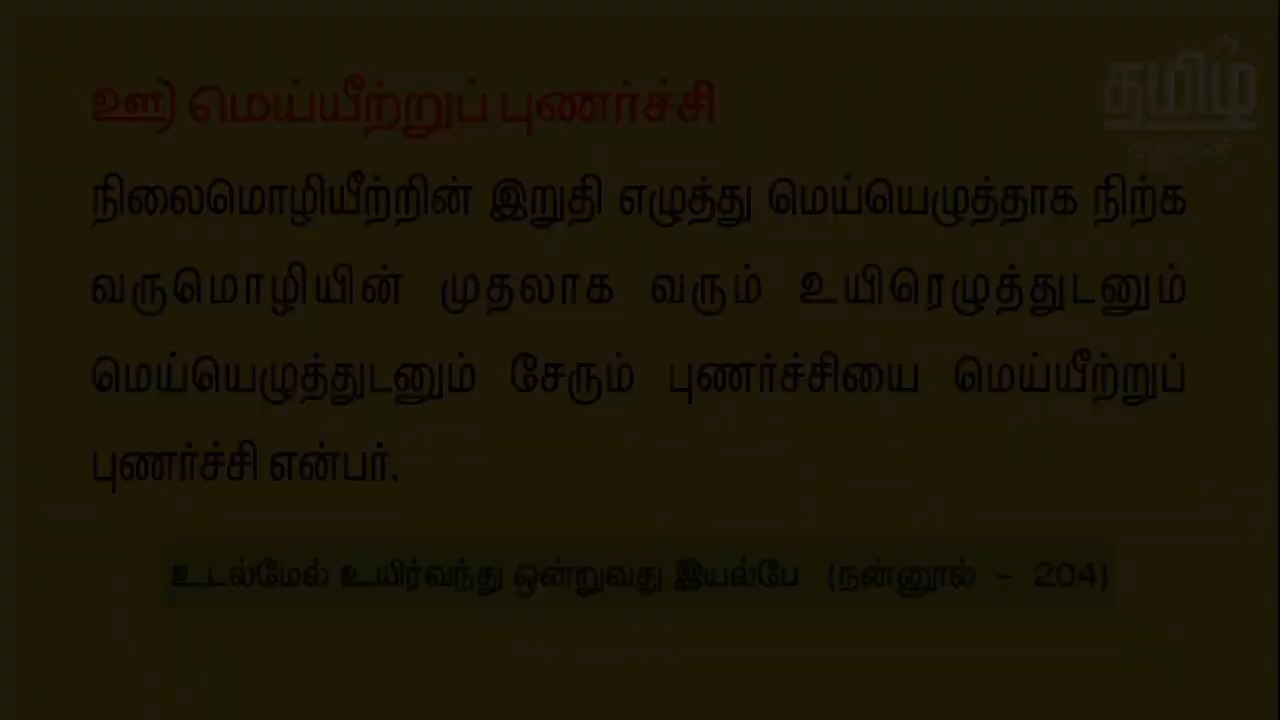 தமிழ்
ஊ) மெய்யீற்றுப் புணர்ச்சி
நிலைமொழியீற்றின் இறுதி எழுத்து மெய்யெழுத்தாக நிற்க
வருமொழியின் முதலாக வரும் உயிரெழுத்துடனும்
மெய்யெழுத்துடனும் சேரும் புணர்ச்சியை மெய்யீற்றுப்
புணர்ச்சி என்பர்.
உடல்மேல் உயிர்வந்து ஒன்றுவது இயல்பே (நன்னூல் - 204)